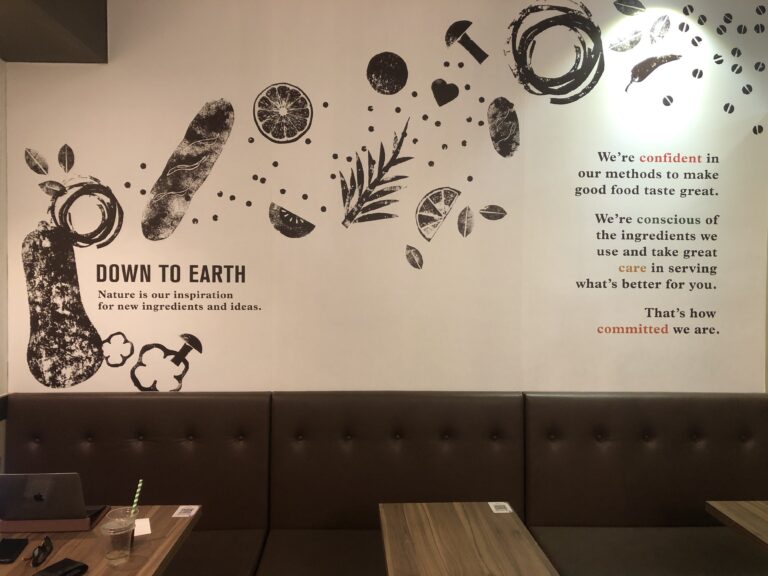 DOWN TO EARTH
Nature is our inspiration
for new ingredients and ideas.
We're confident in
our methods to make
good food taste great.
We're conscious of
the ingredients we
use and take great
care in serving
what's better for you.
That's how
committed we are.